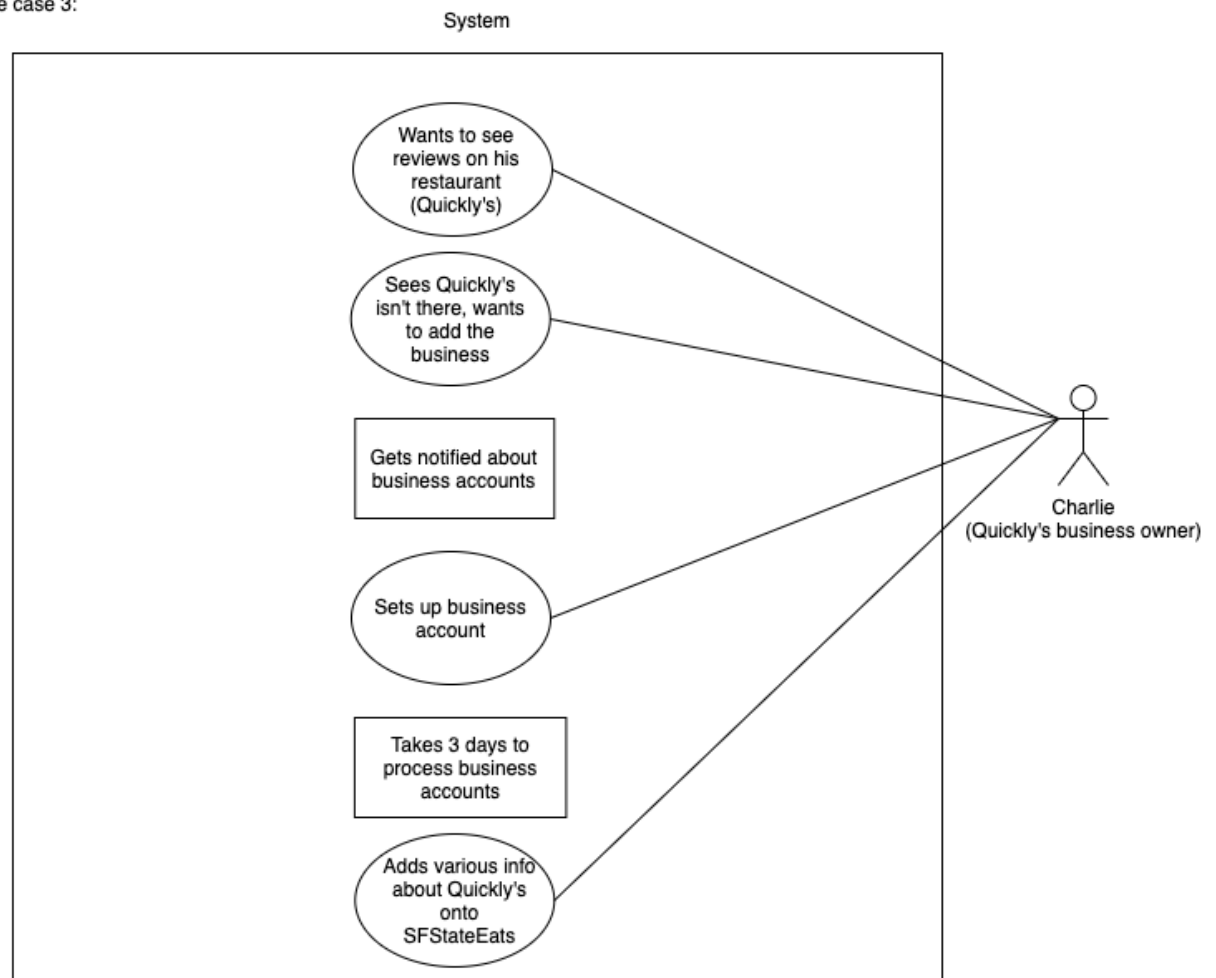 e case 3:
System
Wants to see
reviews on his
restaurant
(Quickly's)
Sees Quickly's
isn't there, wants
to add the
business
Gets notified about
business accounts
Sets up business
account
Takes 3 days to
process business
accounts
Adds various info
about Quickly's
onto
SFStateEats
Charlie
(Quickly's business owner)